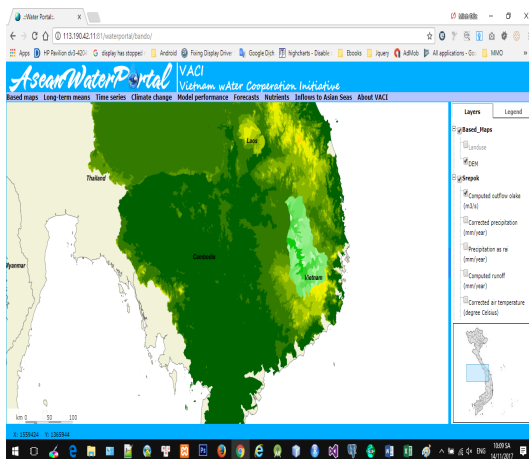 ::Water Portal::
113.190.42.11:81/waterportal/bando/
Apps
HP Pavilion dv3-4204
display has stopped
Android
Fixing Display Driver
Google Dịch
highcharts - Disable
Ebooks
Jquery
AdMob
All applications - Goo
MMO
AseanWaterPortal
VACI
Vietnam wAter Cooperation Initiative
Based maps Long-term means Time series Climate change Model performance Forecasts Nutrients Inflows to Asian Seas About VACI
Laos
Thailand
Myanmar
Cambodia
Vietnam
km 0 50 100
Layers Legend
Based_Maps
Landuse
DEM
Srepok
Computed outflow olake
(m3/s)
Corrected precipitation
(mm/year)
Precipitation as rai
(mm/year)
Computed runoff
(mm/year)
Corrected air temperature
(degree Celsius)
X: 1559424 Y: 1365944
ENG
10:09 SA
14/11/2017